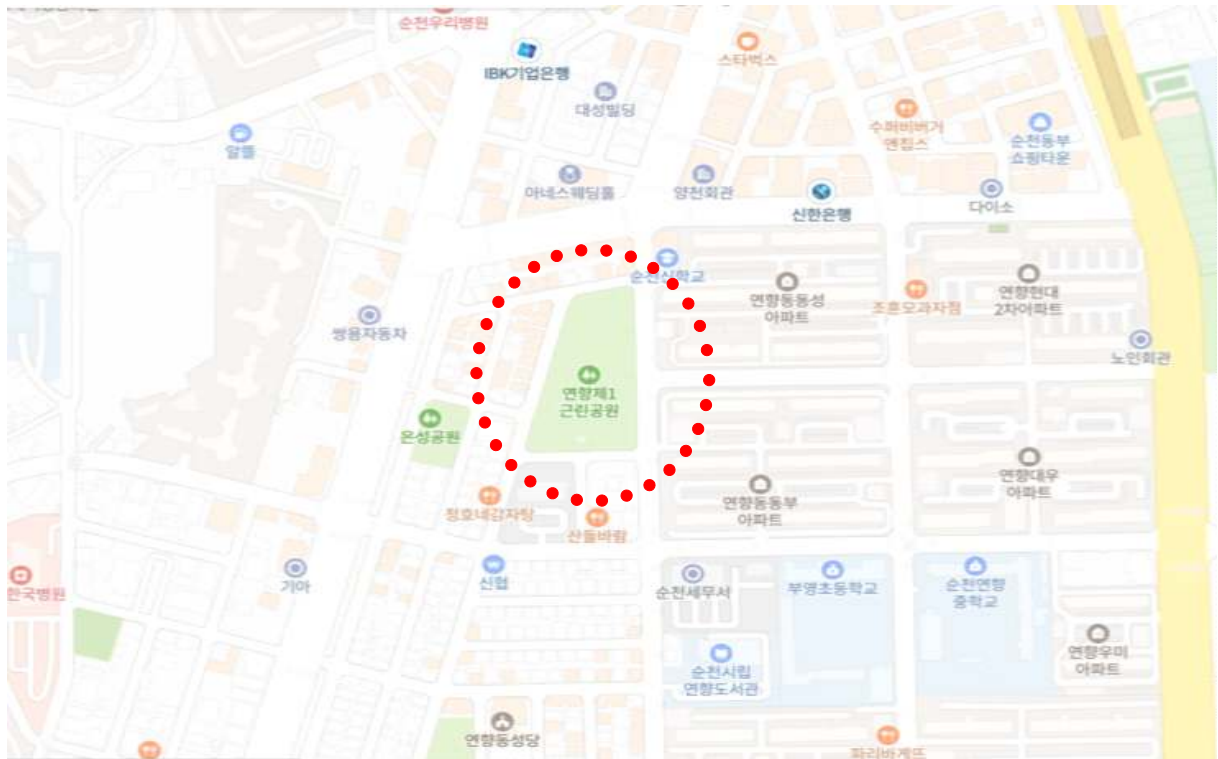 순천우리병원
IBK기업은행
스타벅스
대성빌딩
수퍼비버거
엔칩스
순천동부
쇼핑타운
알뜰
아네스웨딩홀
양천회관
신한은행
다이소
순천신학교
연향동동성
아파트
조훈모과자점
연향현대
2차아파트
쌍용자동차
노인회관
연향제1
근린공원
온성공원
연향동동부
아파트
연향대우
아파트
청호네감자탕
산들바람
한국병원
기아
신협
순천세무서
부영초등학교
순천연향
중학교
연향우미
아파트
순천시립
연향도서관
연향동성당
파리바게뜨